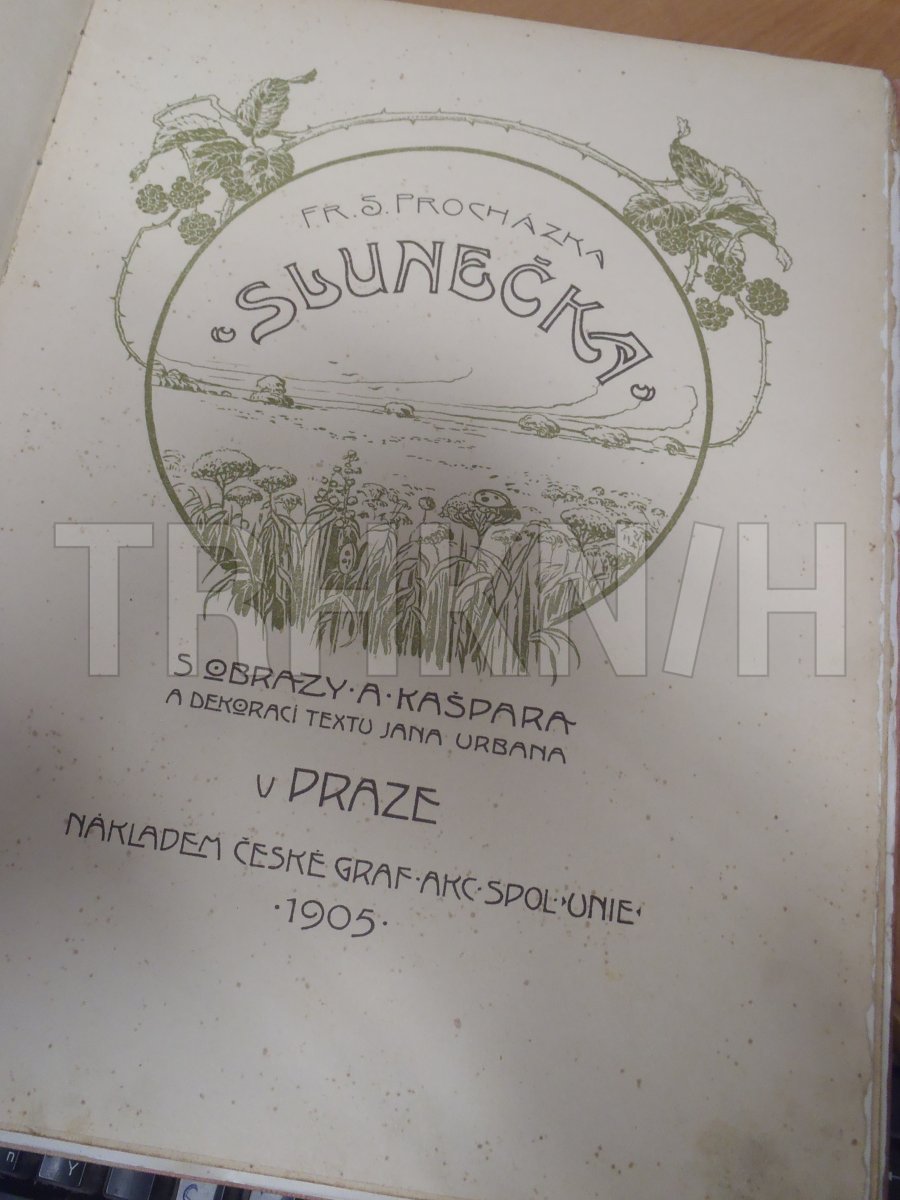 FR. S. PROCHÁZKA
SLUNEČKA
S OBRAZY · A · KAŠPARA
A DEKORACÍ TEXTU JANA URBANA
V PRAZE
NÁKLADEM ČESKÉ GRAF · AKC · SPOL · »UNIE«
· 1905 ·
Y